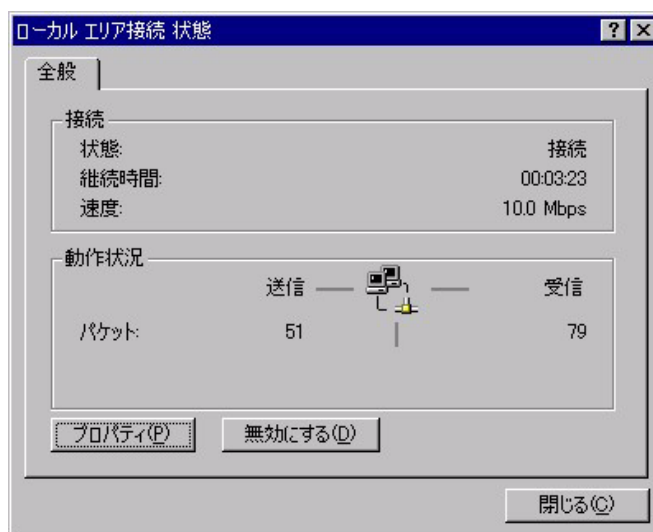 ローカル エリア接続 状態
全般
接続
状態: 接続
継続時間: 00:03:23
速度: 10.0 Mbps
動作状況
送信 受信
パケット: 51 79
プロパティ(P) 無効にする(D)
閉じる(C)